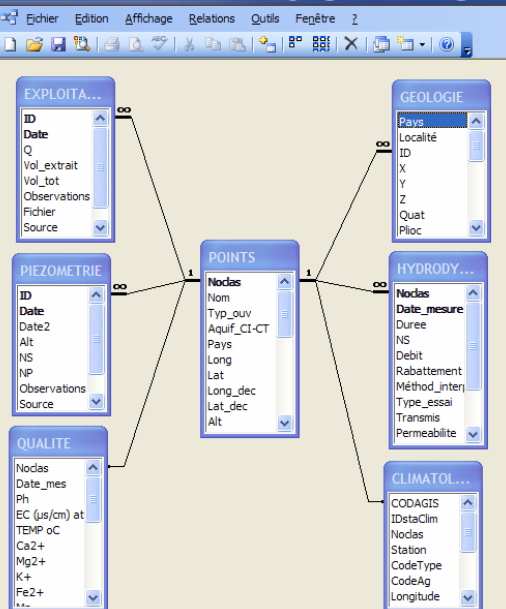 Fichier Edition Affichage Relations Outils Fenêtre ?
EXPLOITA...
ID
Date
Q
Vol_extrait
Vol_tot
Observations
Fichier
Source
∞
GEOLOGIE
Pays
Localité
ID
X
Y
Z
Quat
Plioc
∞
PIEZOMETRIE
ID
Date
Date2
Alt
NS
NP
Observations
Source
∞
1
POINTS
Noclas
Nom
Typ_ouv
Aquif_CI-CT
Pays
Long
Lat
Long_dec
Lat_dec
Alt
1
HYDRODY...
Noclas
Date_mesure
Duree
NS
Debit
Rabattement
Méthod_interp
Type_essai
Transmis
Permeabilite
∞
QUALITE
Noclas
Date_mes
Ph
EC (µs/cm) at
TEMP oC
Ca2+
Mg2+
K+
Fe2+
CLIMATOL...
CODAGIS
IDstaClim
Noclas
Station
CodeType
CodeAg
Longitude